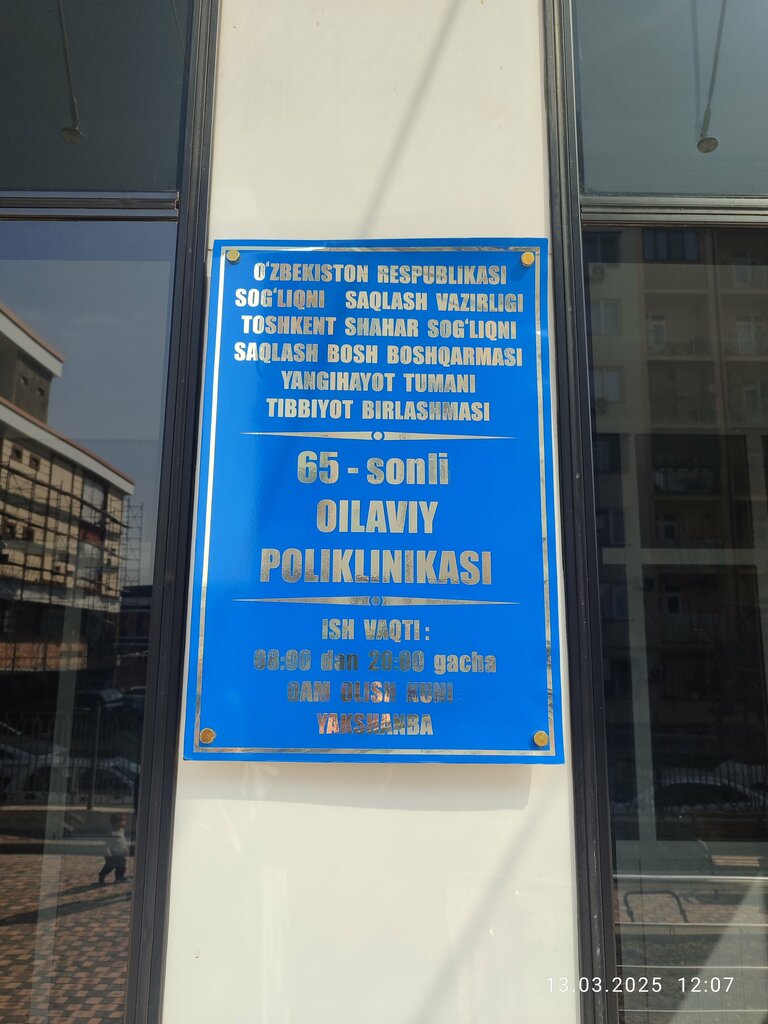 O‘ZBEKISTON RESPUBLIKASI
SOG‘LIQNI SAQLASH VAZIRLIGI
TOSHKENT SHAHAR SOG‘LIQNI
SAQLASH BOSH BOSHQARMASI
YANGIHAYOT TUMANI
TIBBIYOT BIRLASHMASI
65 - sonli
OILAVIY
POLIKLINIKASI
ISH VAQTI :
08:00 dan 20:00 gacha
DAM OLISH KUNI :
YAKSHANBA
13.03.2025 12:07